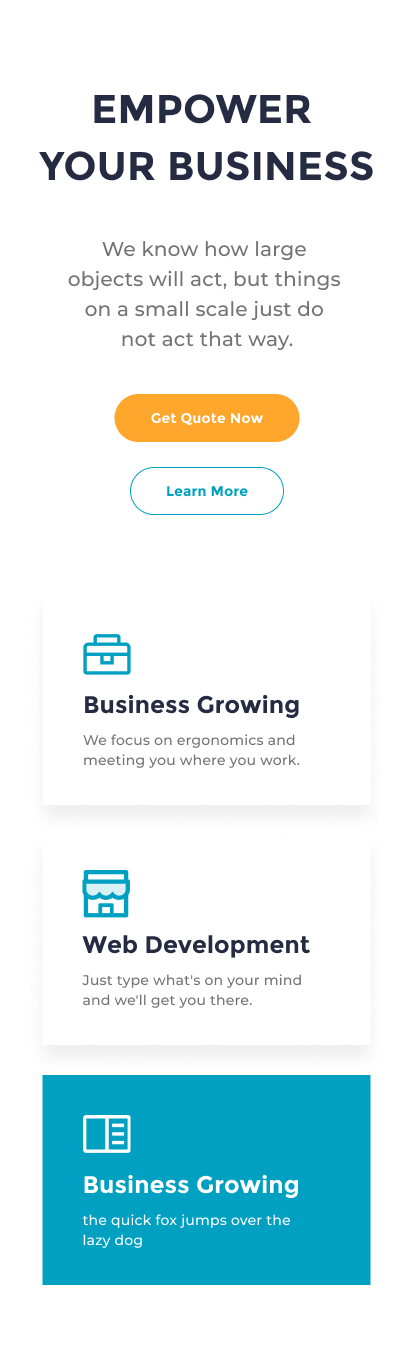 EMPOWER
YOUR BUSINESS
We know how large
objects will act, but things
on a small scale just do
not act that way.
Get Quote Now
Learn More
Business Growing
We focus on ergonomics and
meeting you where you work.
Web Development
Just type what's on your mind
and we'll get you there.
Business Growing
the quick fox jumps over the
lazy dog